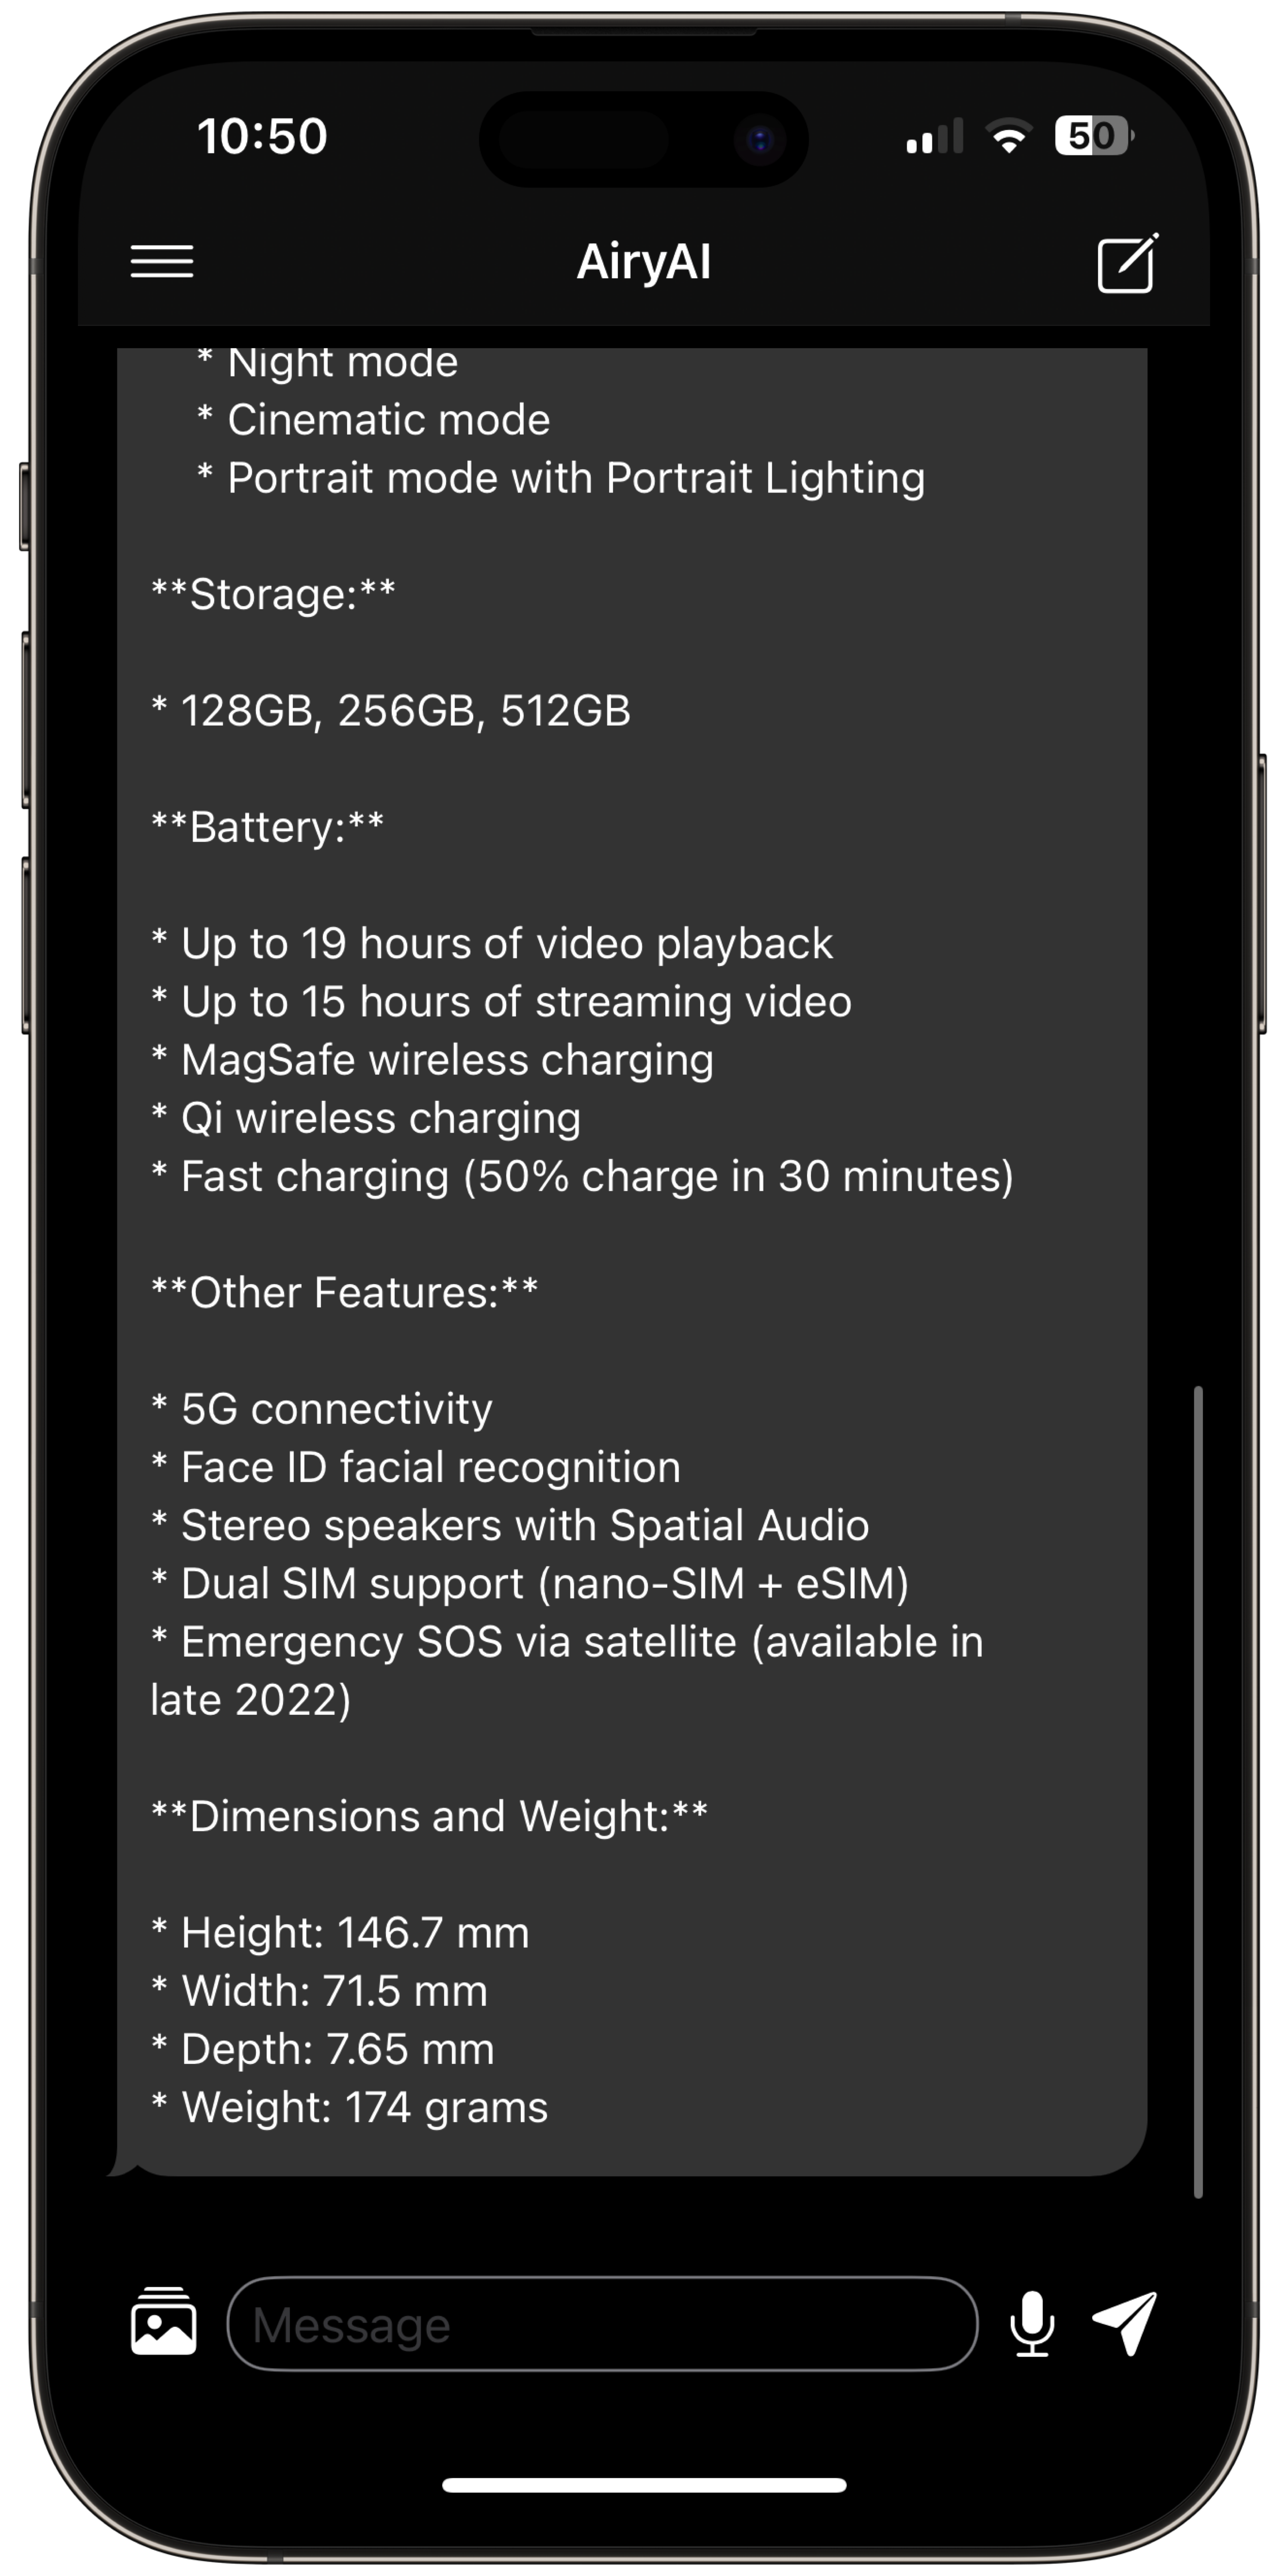 10:50
50
AiryAI
* Night mode
* Cinematic mode
* Portrait mode with Portrait Lighting
**Storage:**
* 128GB, 256GB, 512GB
**Battery:**
* Up to 19 hours of video playback
* Up to 15 hours of streaming video
* MagSafe wireless charging
* Qi wireless charging
* Fast charging (50% charge in 30 minutes)
**Other Features:**
* 5G connectivity
* Face ID facial recognition
* Stereo speakers with Spatial Audio
* Dual SIM support (nano-SIM + eSIM)
* Emergency SOS via satellite (available in
late 2022)
**Dimensions and Weight:**
* Height: 146.7 mm
* Width: 71.5 mm
* Depth: 7.65 mm
* Weight: 174 grams
Message